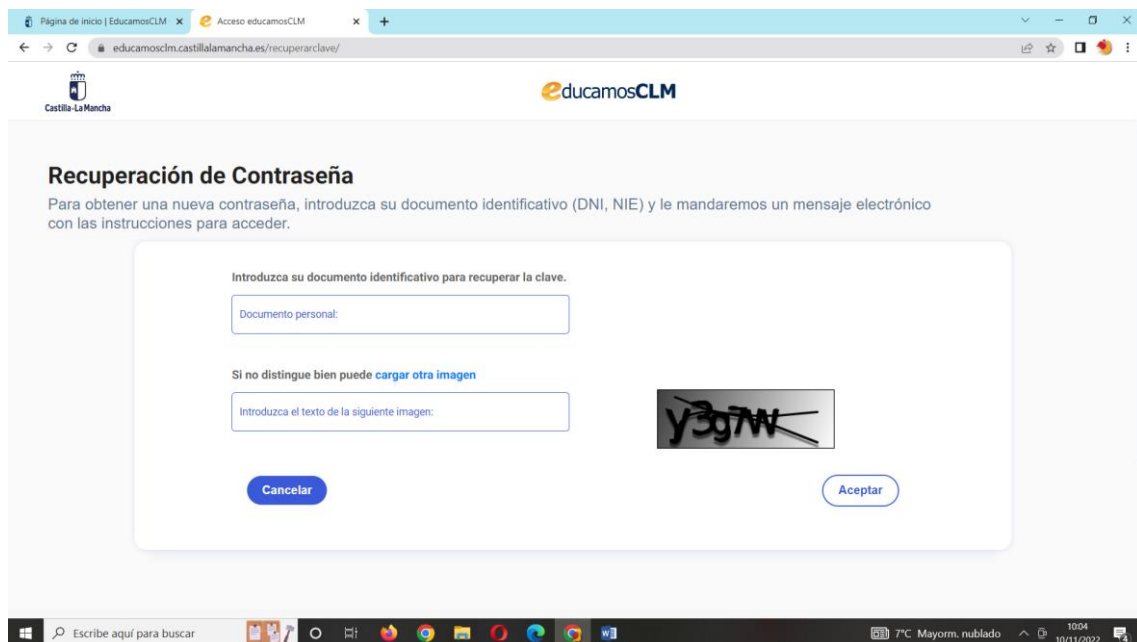 Página de inicio | EducamosCLM
Acceso educamosCLM
educamosclm.castillalamancha.es/recuperarclave/
Castilla-La Mancha
educamosCLM
Recuperación de Contraseña
Para obtener una nueva contraseña, introduzca su documento identificativo (DNI, NIE) y le mandaremos un mensaje electrónico
con las instrucciones para acceder.
Introduzca su documento identificativo para recuperar la clave.
Documento personal:
Si no distingue bien puede cargar otra imagen
Introduzca el texto de la siguiente imagen:
Cancelar
Aceptar
Escribe aquí para buscar
7°C Mayorm. nublado
10:04
10/11/2022